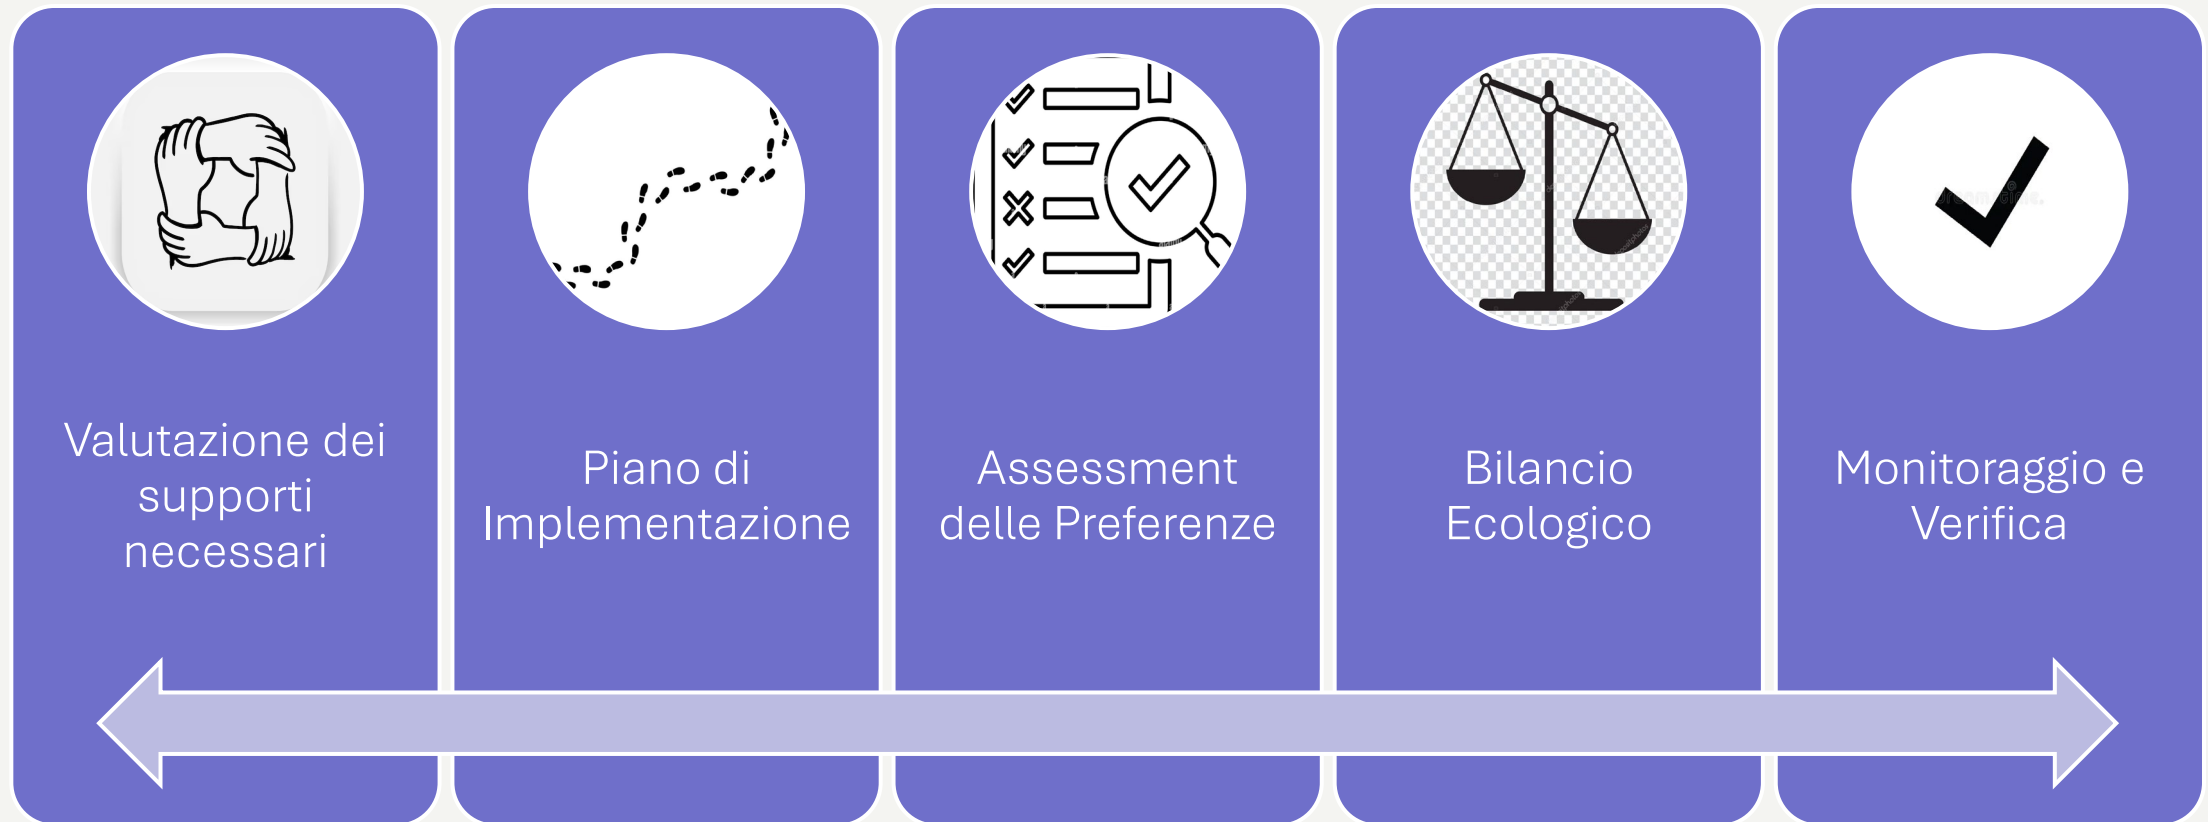 Valutazione dei
supporti
necessari
Piano di
Implementazione
Assessment
delle Preferenze
Bilancio
Ecologico
Monitoraggio e
Verifica